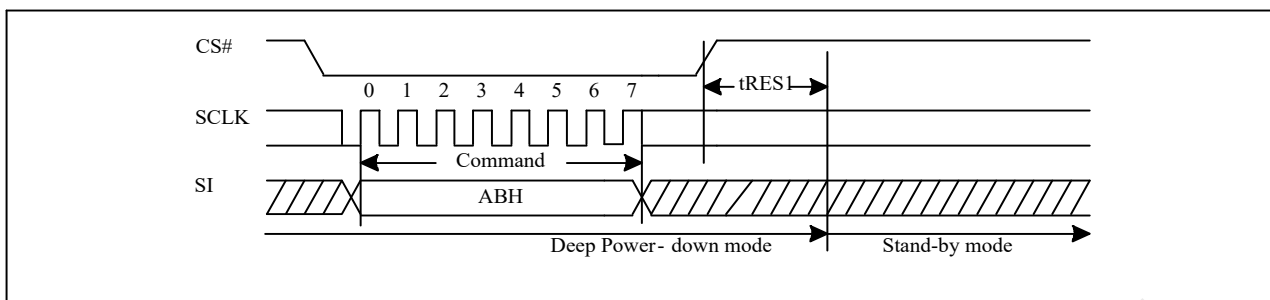 CS#
tRES1
0 1 2 3 4 5 6 7
SCLK
Command
SI
ABH
Deep Power- down mode
Stand-by mode